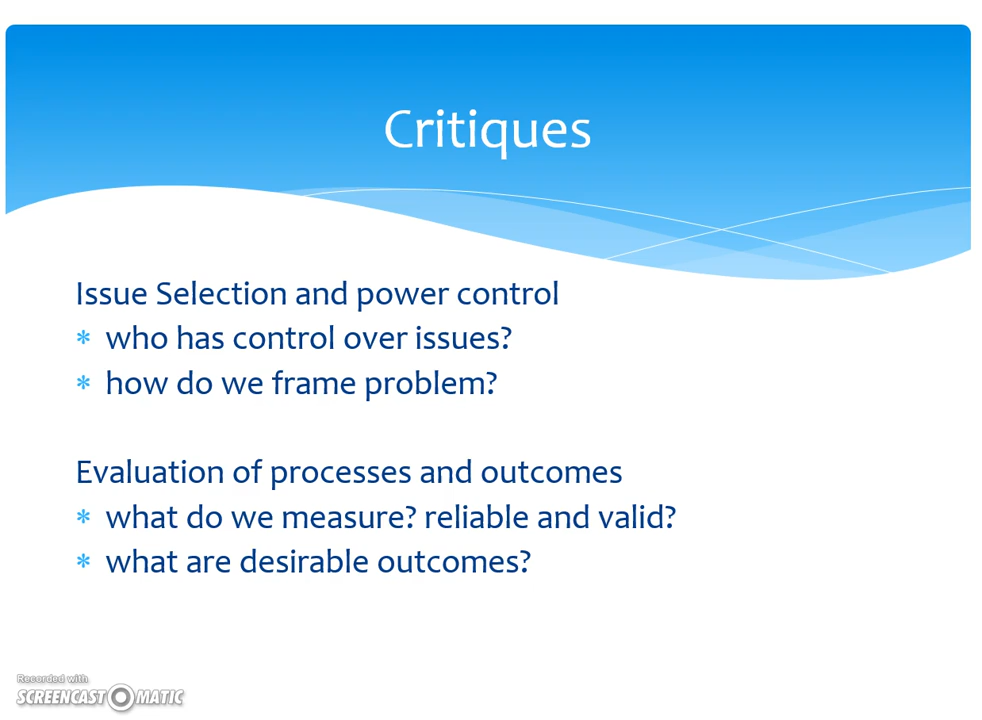 Critiques
Issue Selection and power control
* who has control over issues?
* how do we frame problem?
Evaluation of processes and outcomes
* what do we measure? reliable and valid?
* what are desirable outcomes?
Recorded with
SCREENCAST-O-MATIC